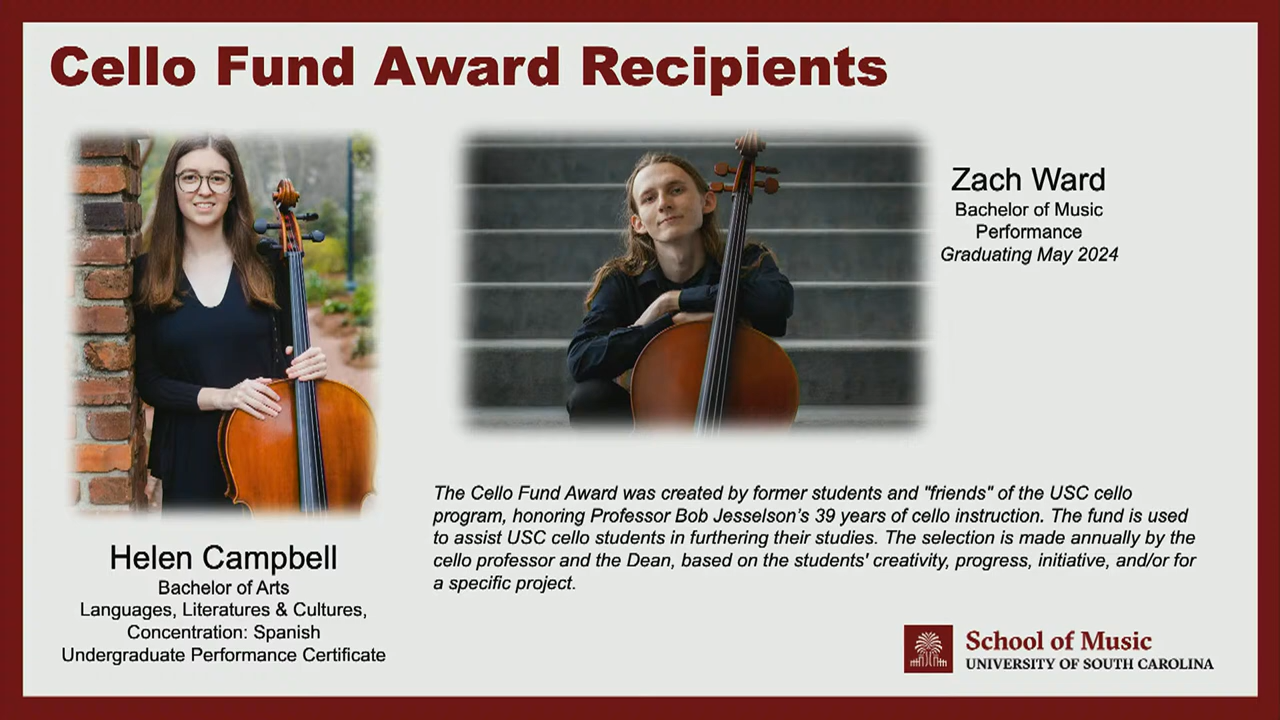 Cello Fund Award Recipients
Zach Ward
Bachelor of Music
Performance
Graduating May 2024
The Cello Fund Award was created by former students and "friends" of the USC cello
program, honoring Professor Bob Jesselson's 39 years of cello instruction. The fund is used
to assist USC cello students in furthering their studies. The selection is made annually by the
cello professor and the Dean, based on the students' creativity, progress, initiative, and/or for
a specific project.
Helen Campbell
Bachelor of Arts
Languages, Literatures & Cultures,
Concentration: Spanish
Undergraduate Performance Certificate
School of Music
UNIVERSITY OF SOUTH CAROLINA